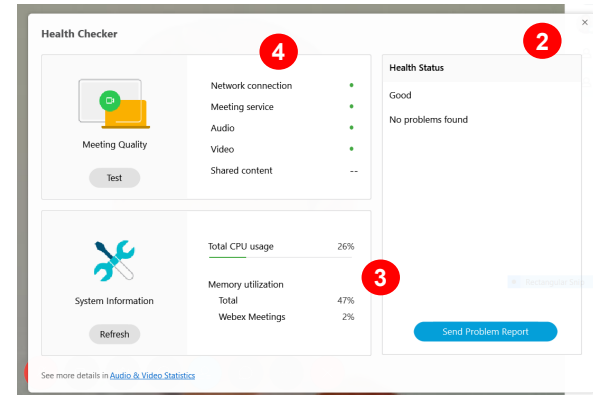 Health Checker
×
4
2
Network connection
Meeting service
Audio
Video
Shared content --
Meeting Quality
Test
Health Status
Good
No problems found
Total CPU usage 26%
3
Memory utilization
Total 47%
Webex Meetings 2%
System Information
Refresh
Rectangular Snip
Send Problem Report
See more details in Audio & Video Statistics